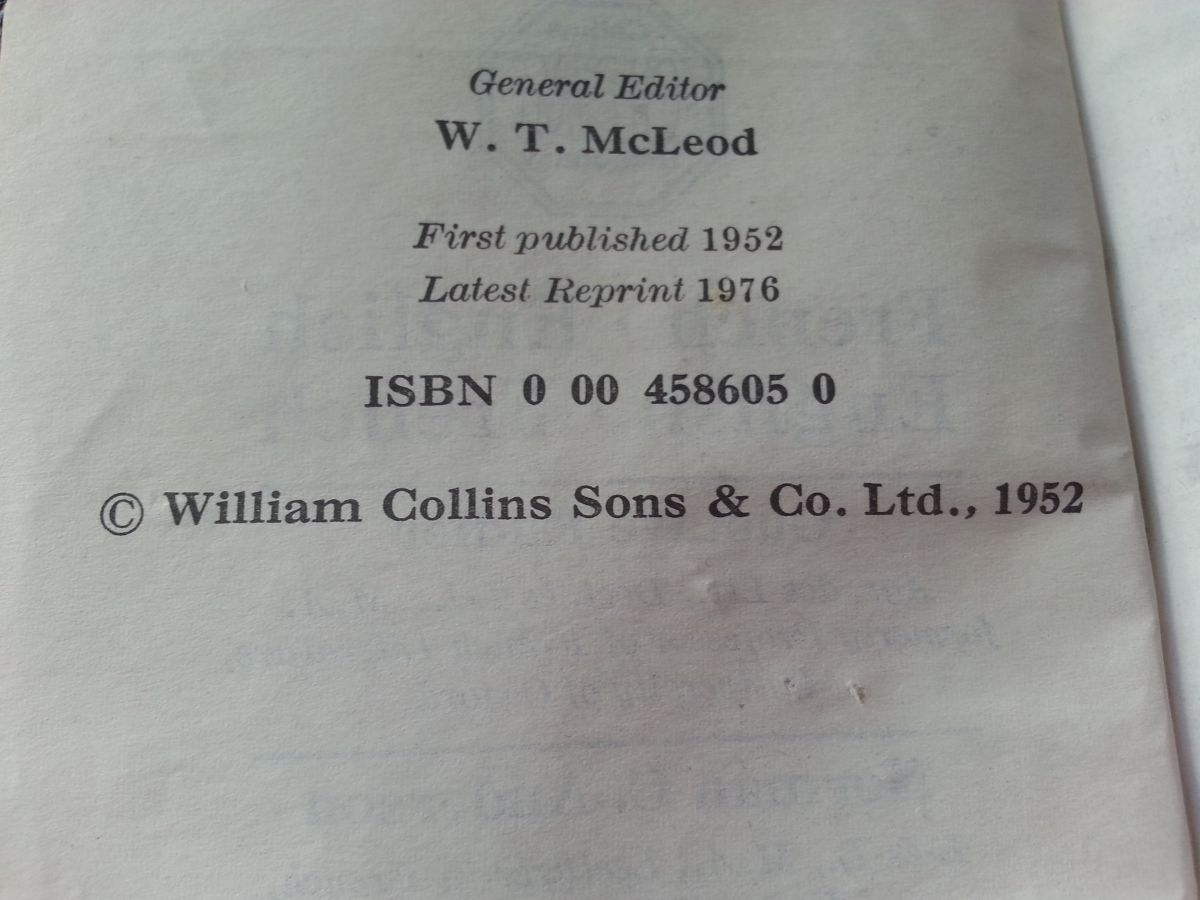 General Editor
W. T. McLeod
First published 1952
Latest Reprint 1976
ISBN 0 00 458605 0
© William Collins Sons & Co. Ltd., 1952